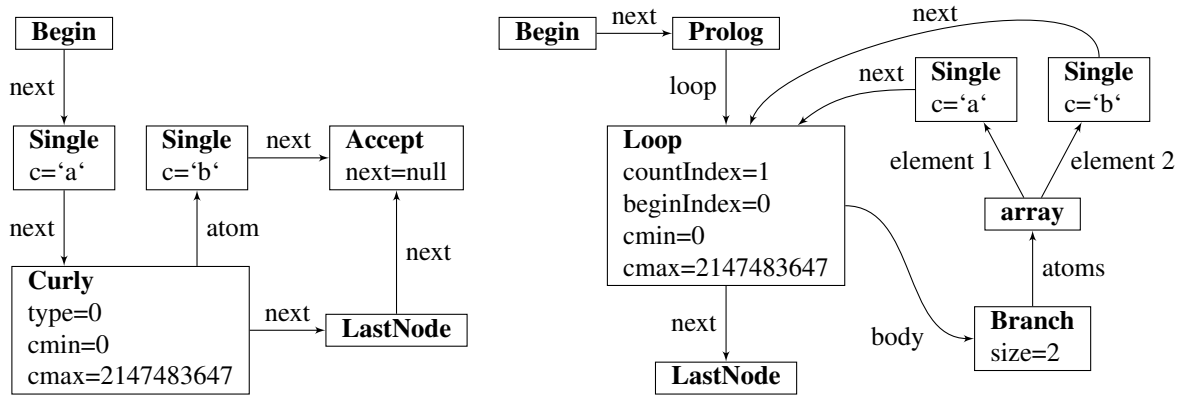 Begin
next
Single
c=‘a‘
next
Curly
type=0
cmin=0
cmax=2147483647
Single
c=‘b‘
atom
next
Accept
next=null
next
next
LastNode
Begin
next
Prolog
loop
Loop
countIndex=1
beginIndex=0
cmin=0
cmax=2147483647
next
LastNode
next
next
Single
c=‘a‘
Single
c=‘b‘
element 1
element 2
array
atoms
Branch
size=2
body